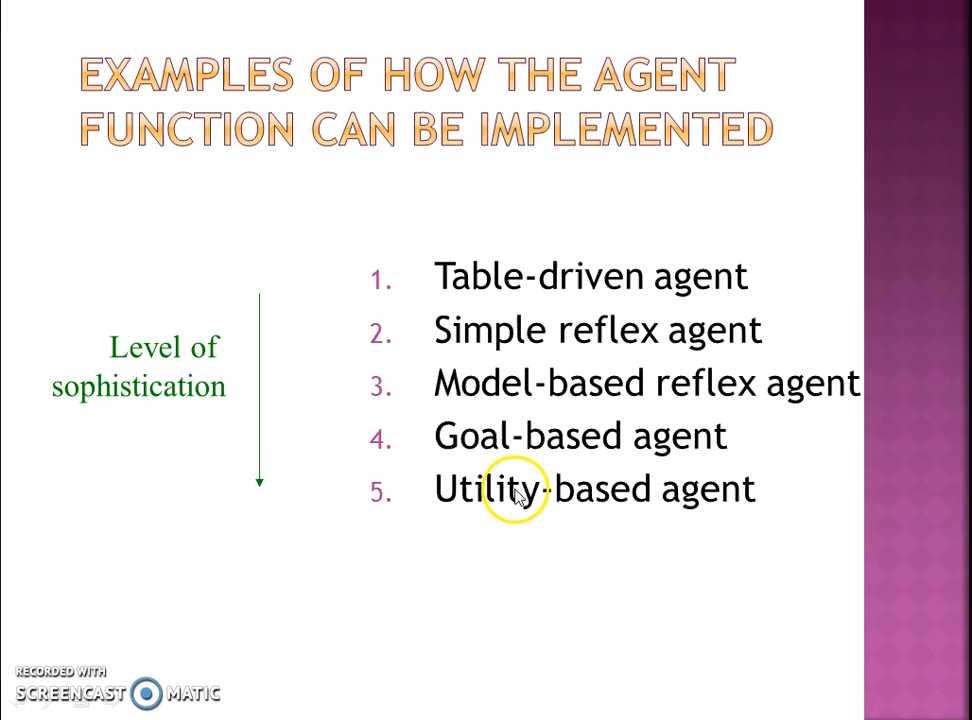 EXAMPLES OF HOW THE AGENT
FUNCTION CAN BE IMPLEMENTED
Level of
sophistication
1. Table-driven agent
2. Simple reflex agent
3. Model-based reflex agent
4. Goal-based agent
5. Utility-based agent
RECORDED WITH
SCREENCAST MATIC